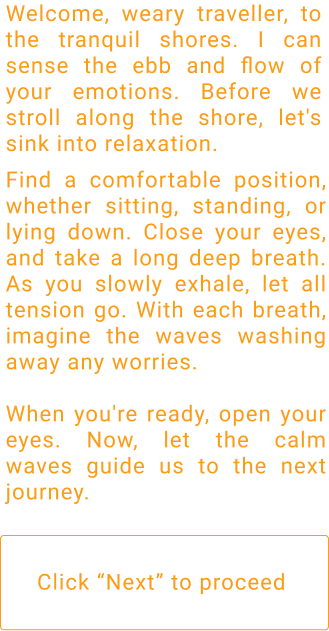 Welcome, weary traveller, to
the tranquil shores. I can
sense the ebb and flow of
your emotions. Before we
stroll along the shore, let's
sink into relaxation.
Find a comfortable position,
whether sitting, standing, or
lying down. Close your eyes,
and take a long deep breath.
As you slowly exhale, let all
tension go. With each breath,
imagine the waves washing
away any worries.
When you're ready, open your
eyes. Now, let the calm
waves guide us to the next
journey.
Click “Next” to proceed